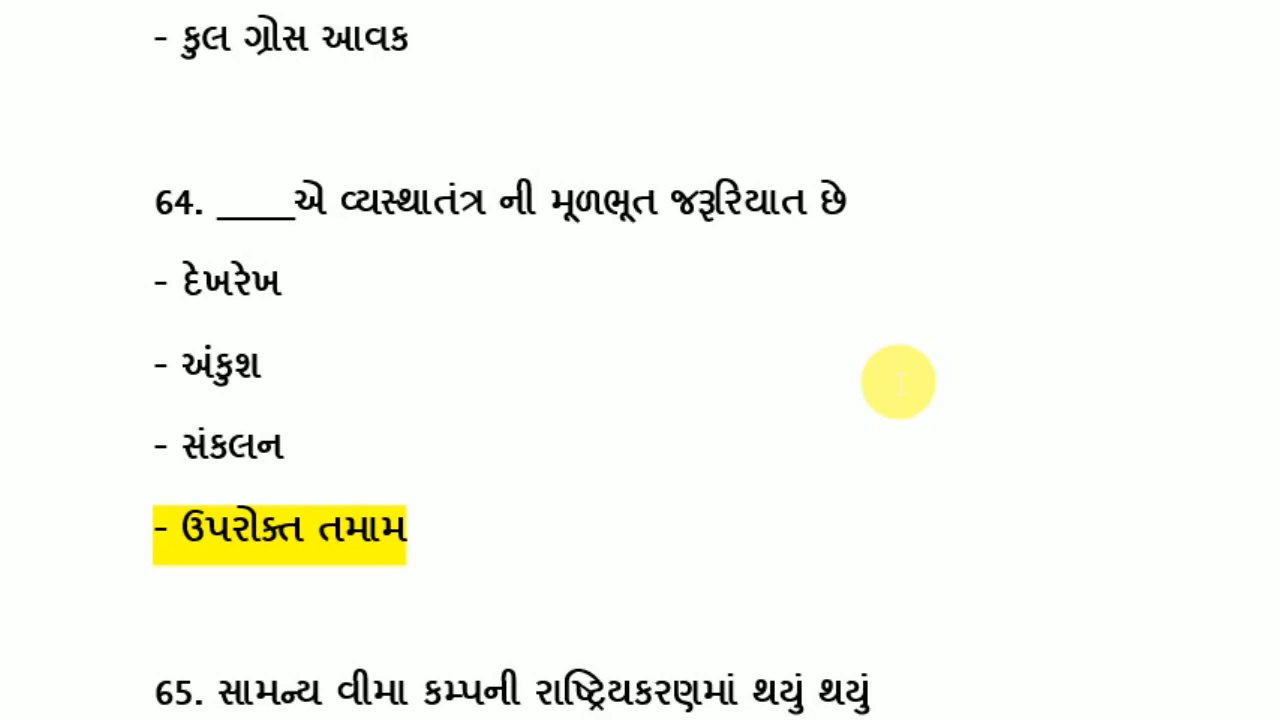 - કુલ ગ્રોસ આવક
64. ____એ વ્યસ્થાતંત્ર ની મૂળભૂત જરૂરિયાત છે
- દેખરેખ
- અંકુશ
- સંકલન
- ઉપરોક્ત તમામ
65. સામન્ય વીમા કમ્પની રાષ્ટ્રિયકરણમાં થયું થયું